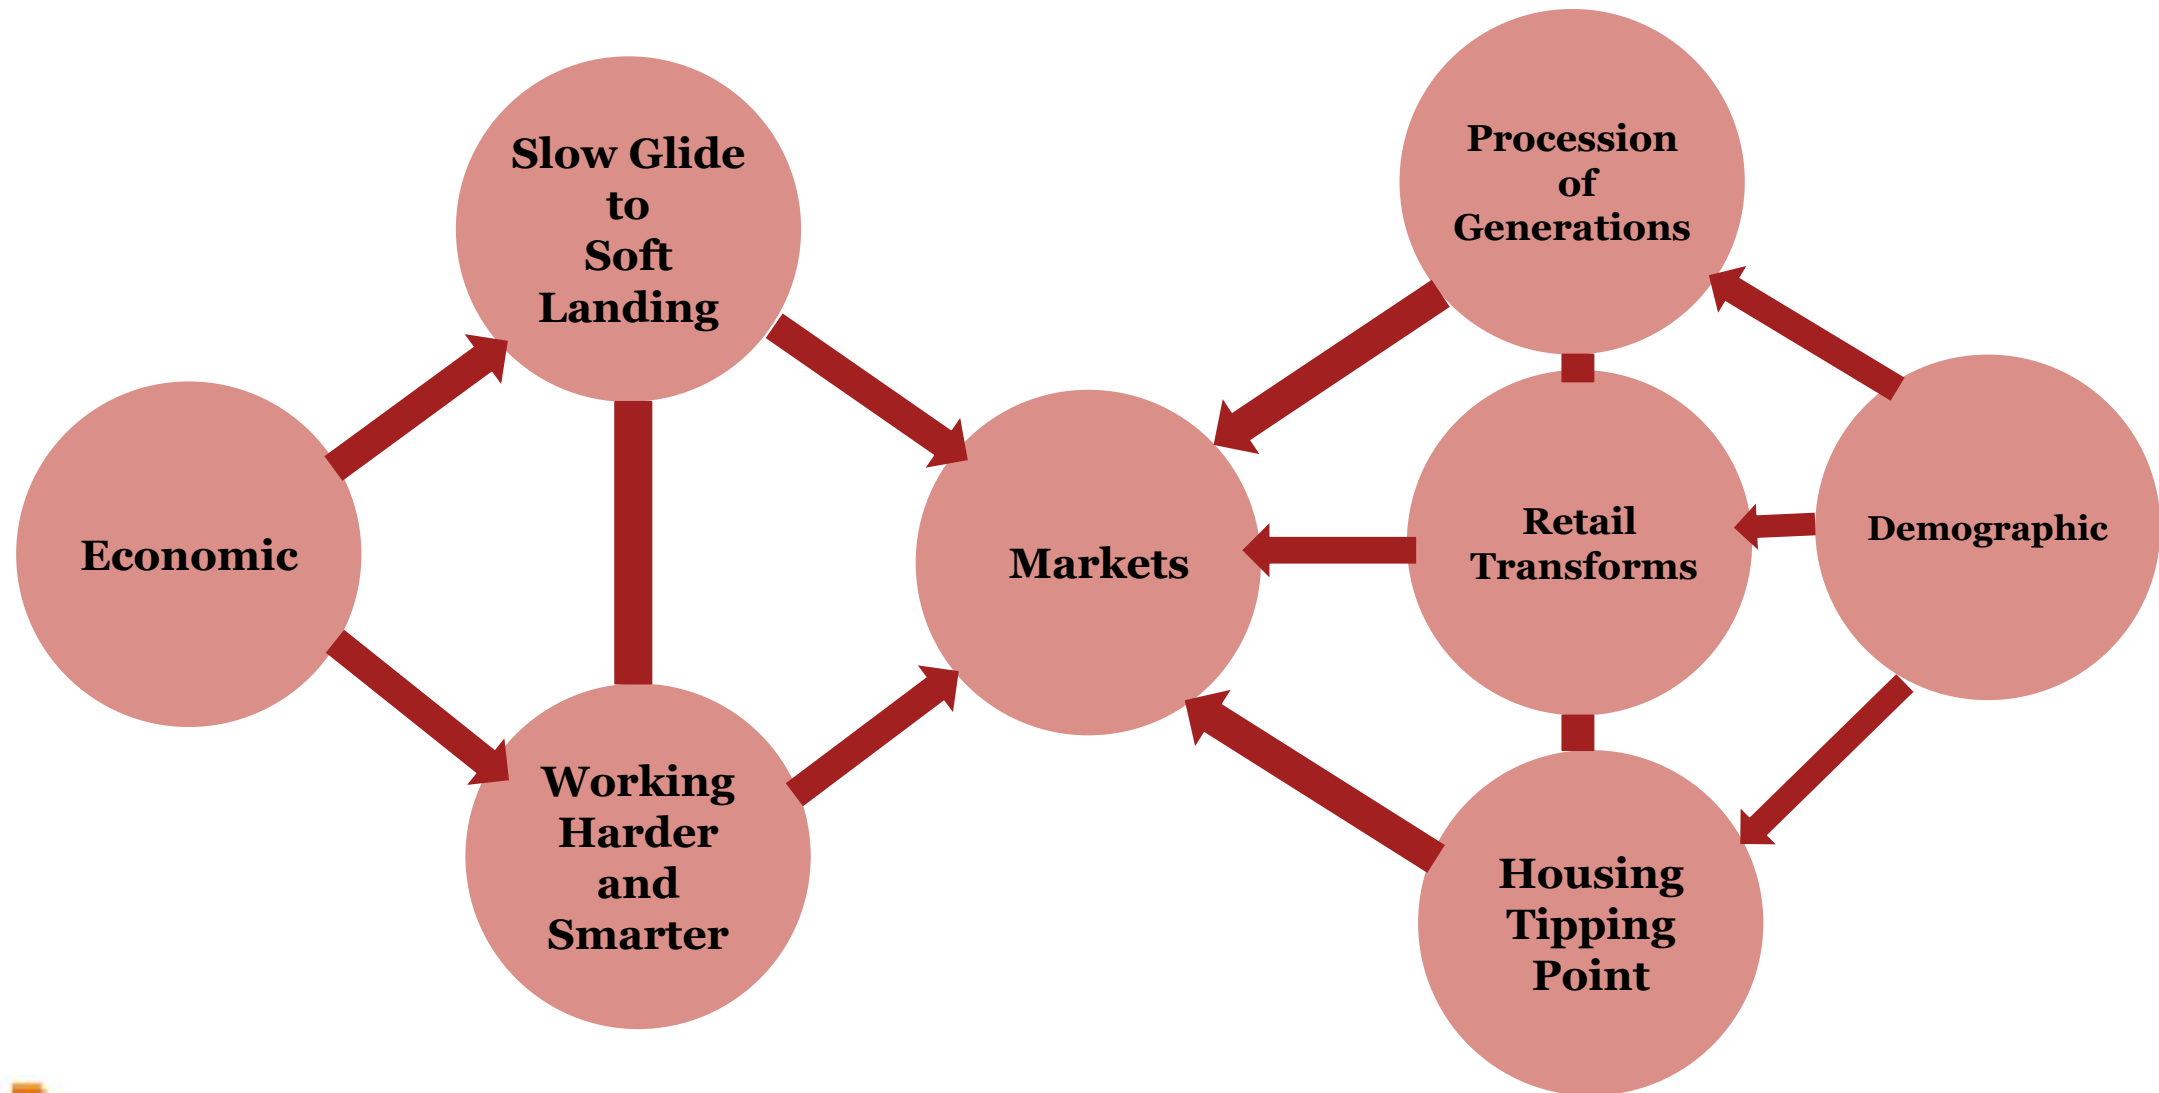 Economic
Slow Glide
to
Soft
Landing
Working
Harder
and
Smarter
Markets
Procession
of
Generations
Retail
Transforms
Housing
Tipping
Point
Demographic